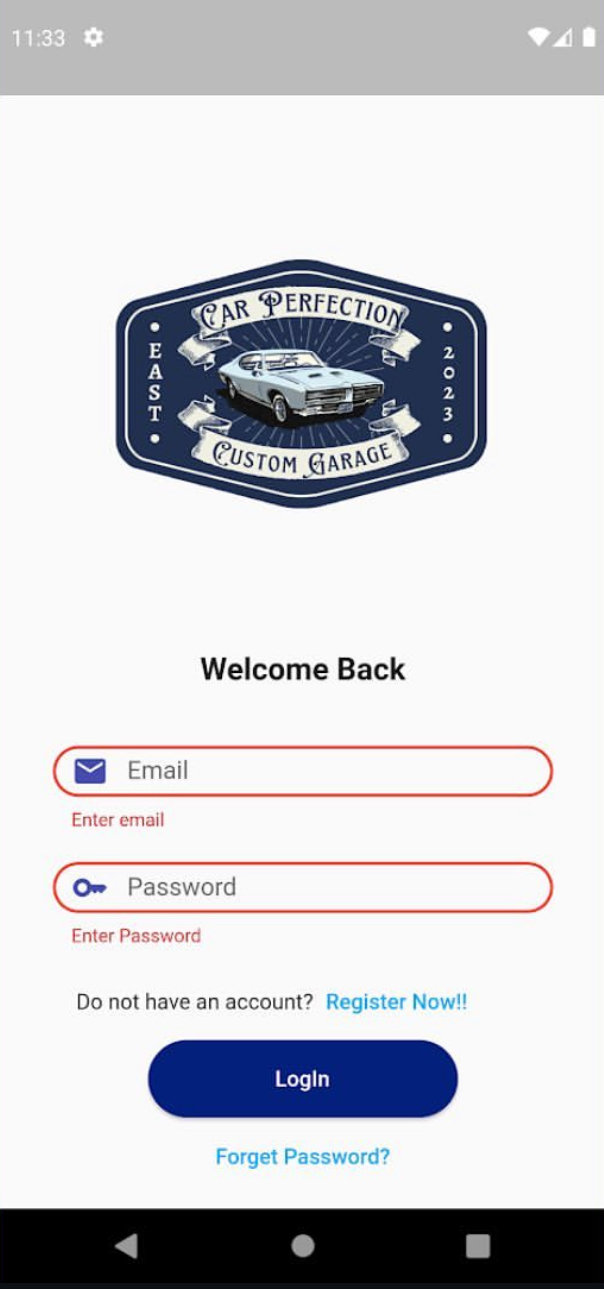 11:33
CAR PERFECTION
EAST
2023
CUSTOM GARAGE
Welcome Back
Email
Enter email
Password
Enter Password
Do not have an account? Register Now!!
LogIn
Forget Password?